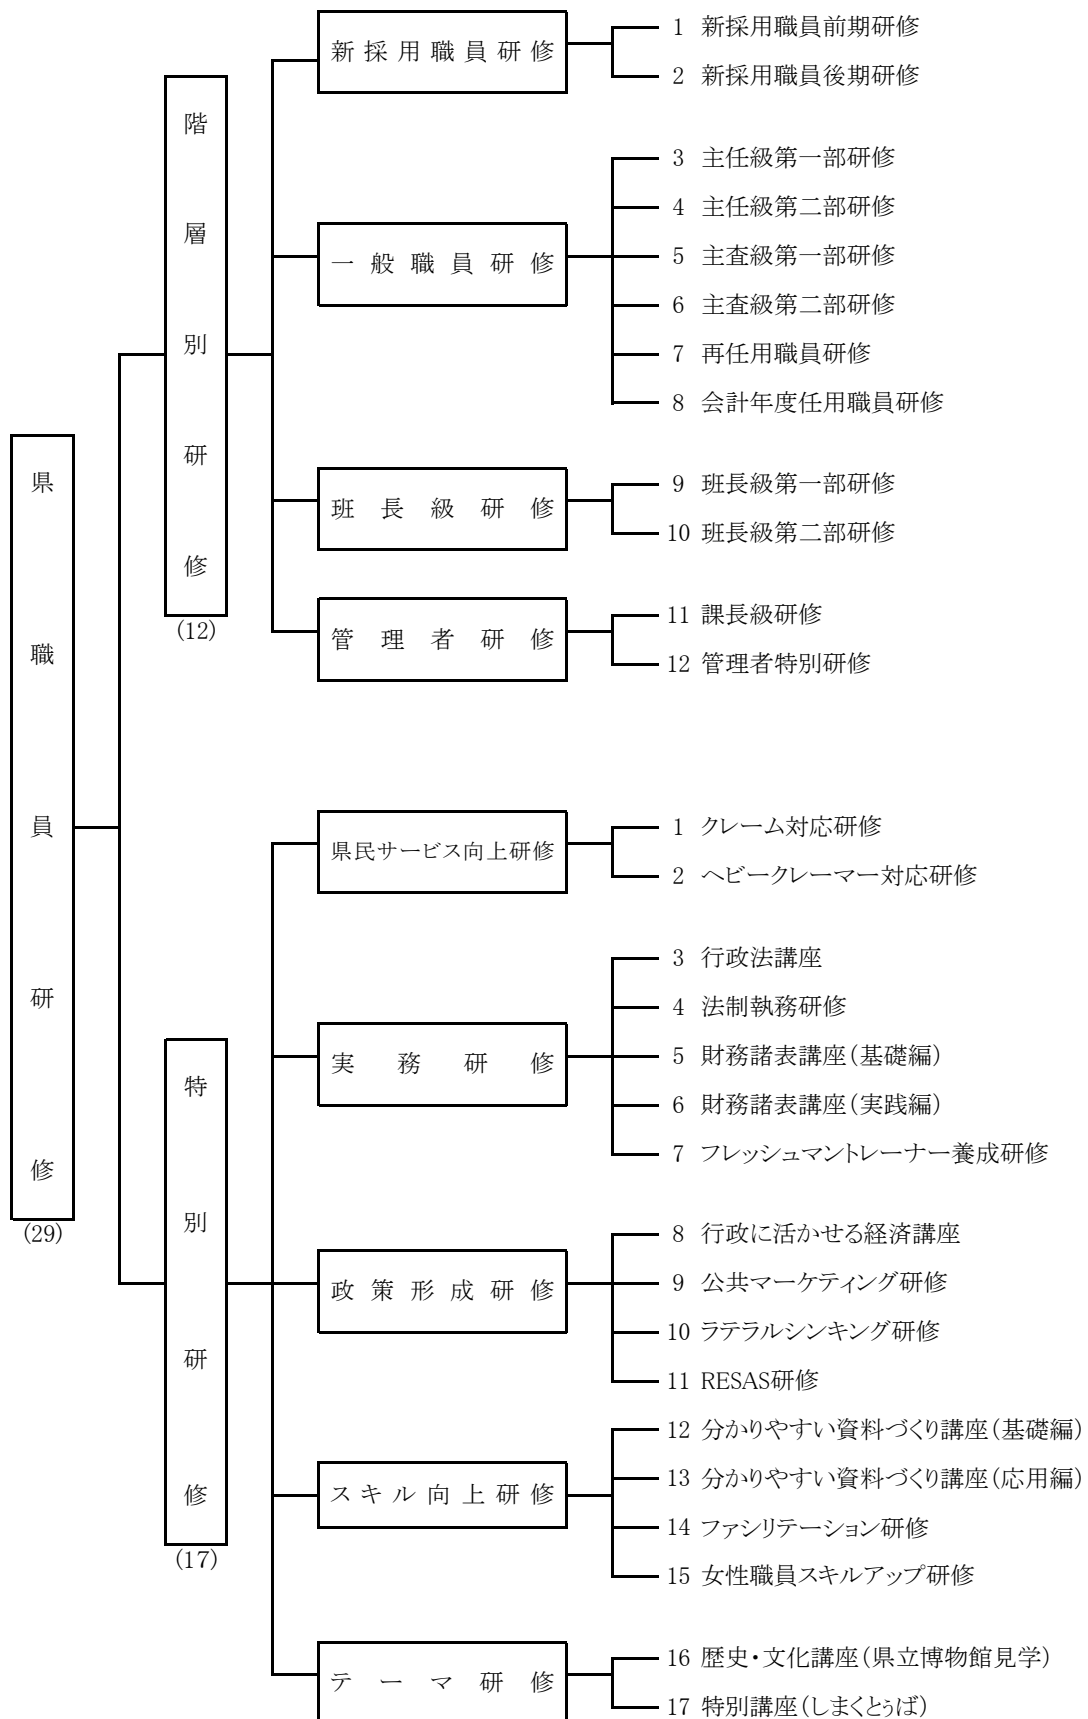 県職員研修
(29)
階層別研修
(12)
新採用職員研修
1 新採用職員前期研修
2 新採用職員後期研修
一般職員研修
3 主任級第一部研修
4 主任級第二部研修
5 主査級第一部研修
6 主査級第二部研修
7 再任用職員研修
8 会計年度任用職員研修
班長級研修
9 班長級第一部研修
10 班長級第二部研修
管理者研修
11 課長級研修
12 管理者特別研修
特別研修
(17)
県民サービス向上研修
1 クレーム対応研修
2 ヘビークレーマー対応研修
実務研修
3 行政法講座
4 法制執務研修
5 財務諸表講座(基礎編)
6 財務諸表講座(実践編)
7 フレッシュマントレーナー養成研修
政策形成研修
8 行政に活かせる経済講座
9 公共マーケティング研修
10 ラテラルシンキング研修
11 RESAS研修
スキル向上研修
12 分かりやすい資料づくり講座(基礎編)
13 分かりやすい資料づくり講座(応用編)
14 ファシリテーション研修
15 女性職員スキルアップ研修
テーマ研修
16 歴史・文化講座(県立博物館見学)
17 特別講座(しまくとぅば)